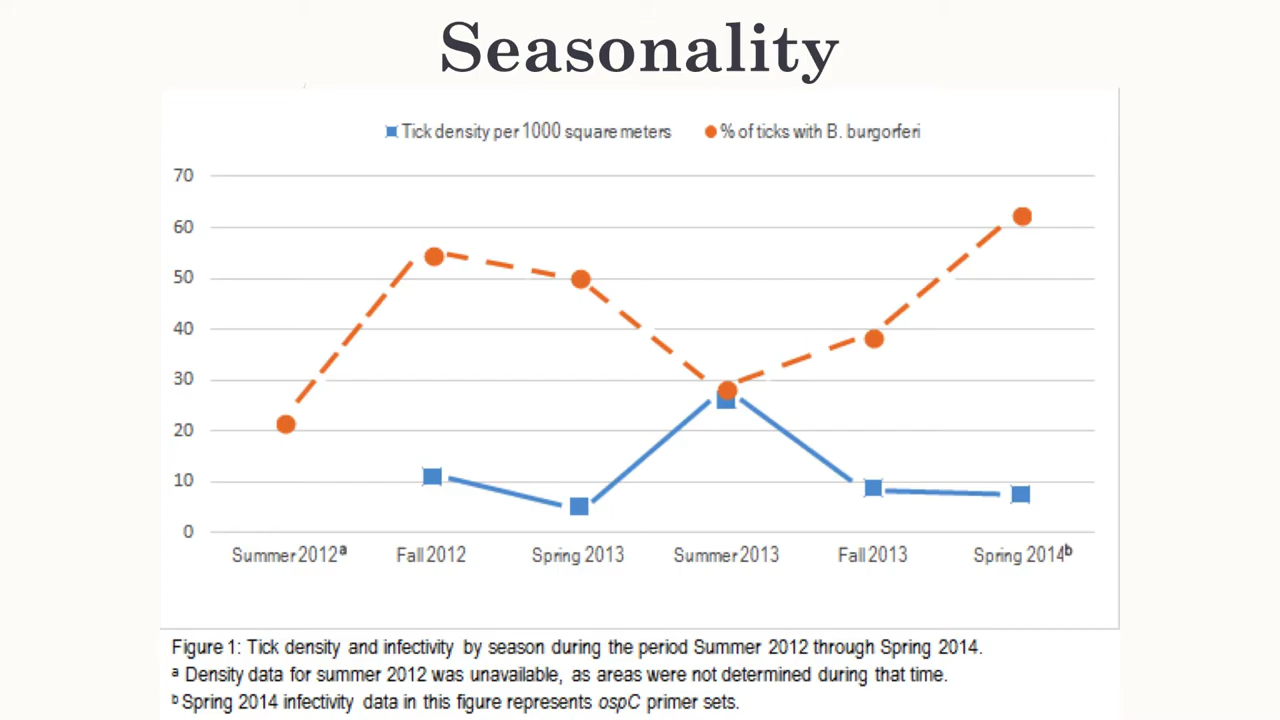 Seasonality
Tick density per 1000 square meters
% of ticks with B. burgorferi
70
60
50
40
30
20
10
0
Summer 2012ª Fall 2012 Spring 2013 Summer 2013 Fall 2013 Spring 2014ᵇ
Figure 1: Tick density and infectivity by season during the period Summer 2012 through Spring 2014.
ª Density data for summer 2012 was unavailable, as areas were not determined during that time.
ᵇ Spring 2014 infectivity data in this figure represents ospC primer sets.